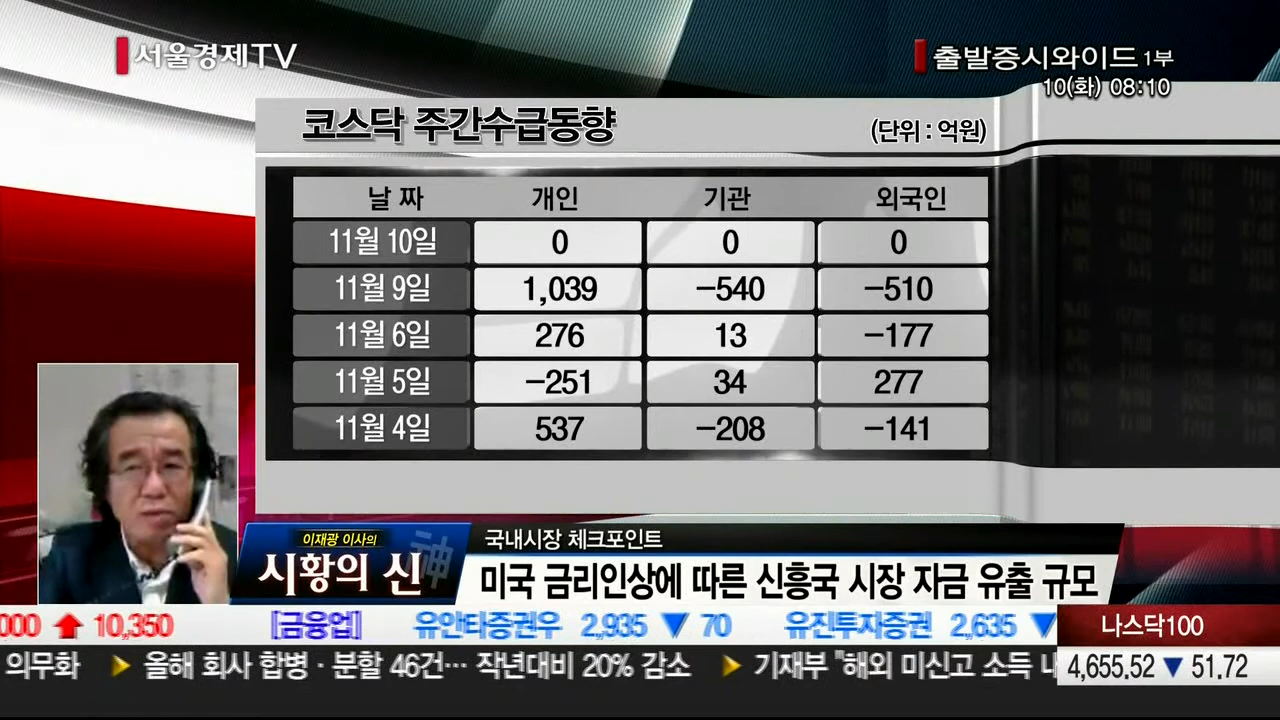 서울경제TV
출발증시와이드 1부
10(화) 08:10
코스닥 주간수급동향
(단위 : 억원)
날 짜 개인 기관 외국인
11월 10일 0 0 0
11월 9일 1,039 -540 -510
11월 6일 276 13 -177
11월 5일 -251 34 277
11월 4일 537 -208 -141
이재광 이사의
시황의 신
神
국내시장 체크포인트
미국 금리인상에 따른 신흥국 시장 자금 유출 규모
000 ▲ 10,350 [금융업] 유안타증권우 2,935 ▼ 70 유진투자증권 2,635 ▼
나스닥100
의무화 ▶ 올해 회사 합병·분할 46건… 작년대비 20% 감소 ▶ 기재부 "해외 미신고 소득
4,655.52 ▼ 51.72